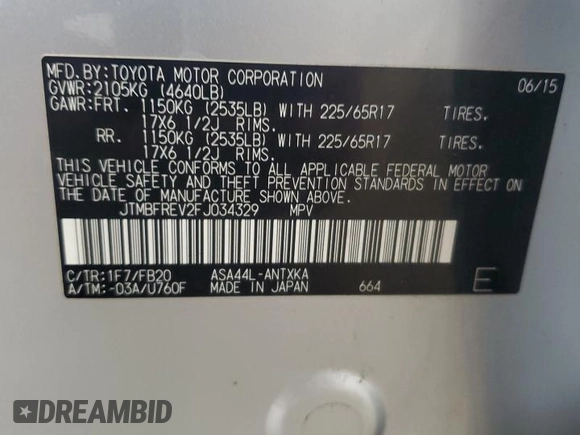 MFD.BY:TOYOTA MOTOR CORPORATION 06/15
GVWR:2105KG (4640LB)
GAWR:FRT. 1150KG (2535LB) WITH 225/65R17 TIRES.
17X6 1/2J RIMS.
RR. 1150KG (2535LB) WITH 225/65R17 TIRES.
17X6 1/2J RIMS.
THIS VEHICLE CONFORMS TO ALL APPLICABLE FEDERAL MOTOR
VEHICLE SAFETY AND THEFT PREVENTION STANDARDS IN EFFECT ON
THE DATE OF MANUFACTURE SHOWN ABOVE.
JTMBFREV2FJ034329 MPV
C/TR:1F7/FB20 ASA44L-ANTXKA
A/TM:-03A/U760F MADE IN JAPAN 664 E
DREAMBID